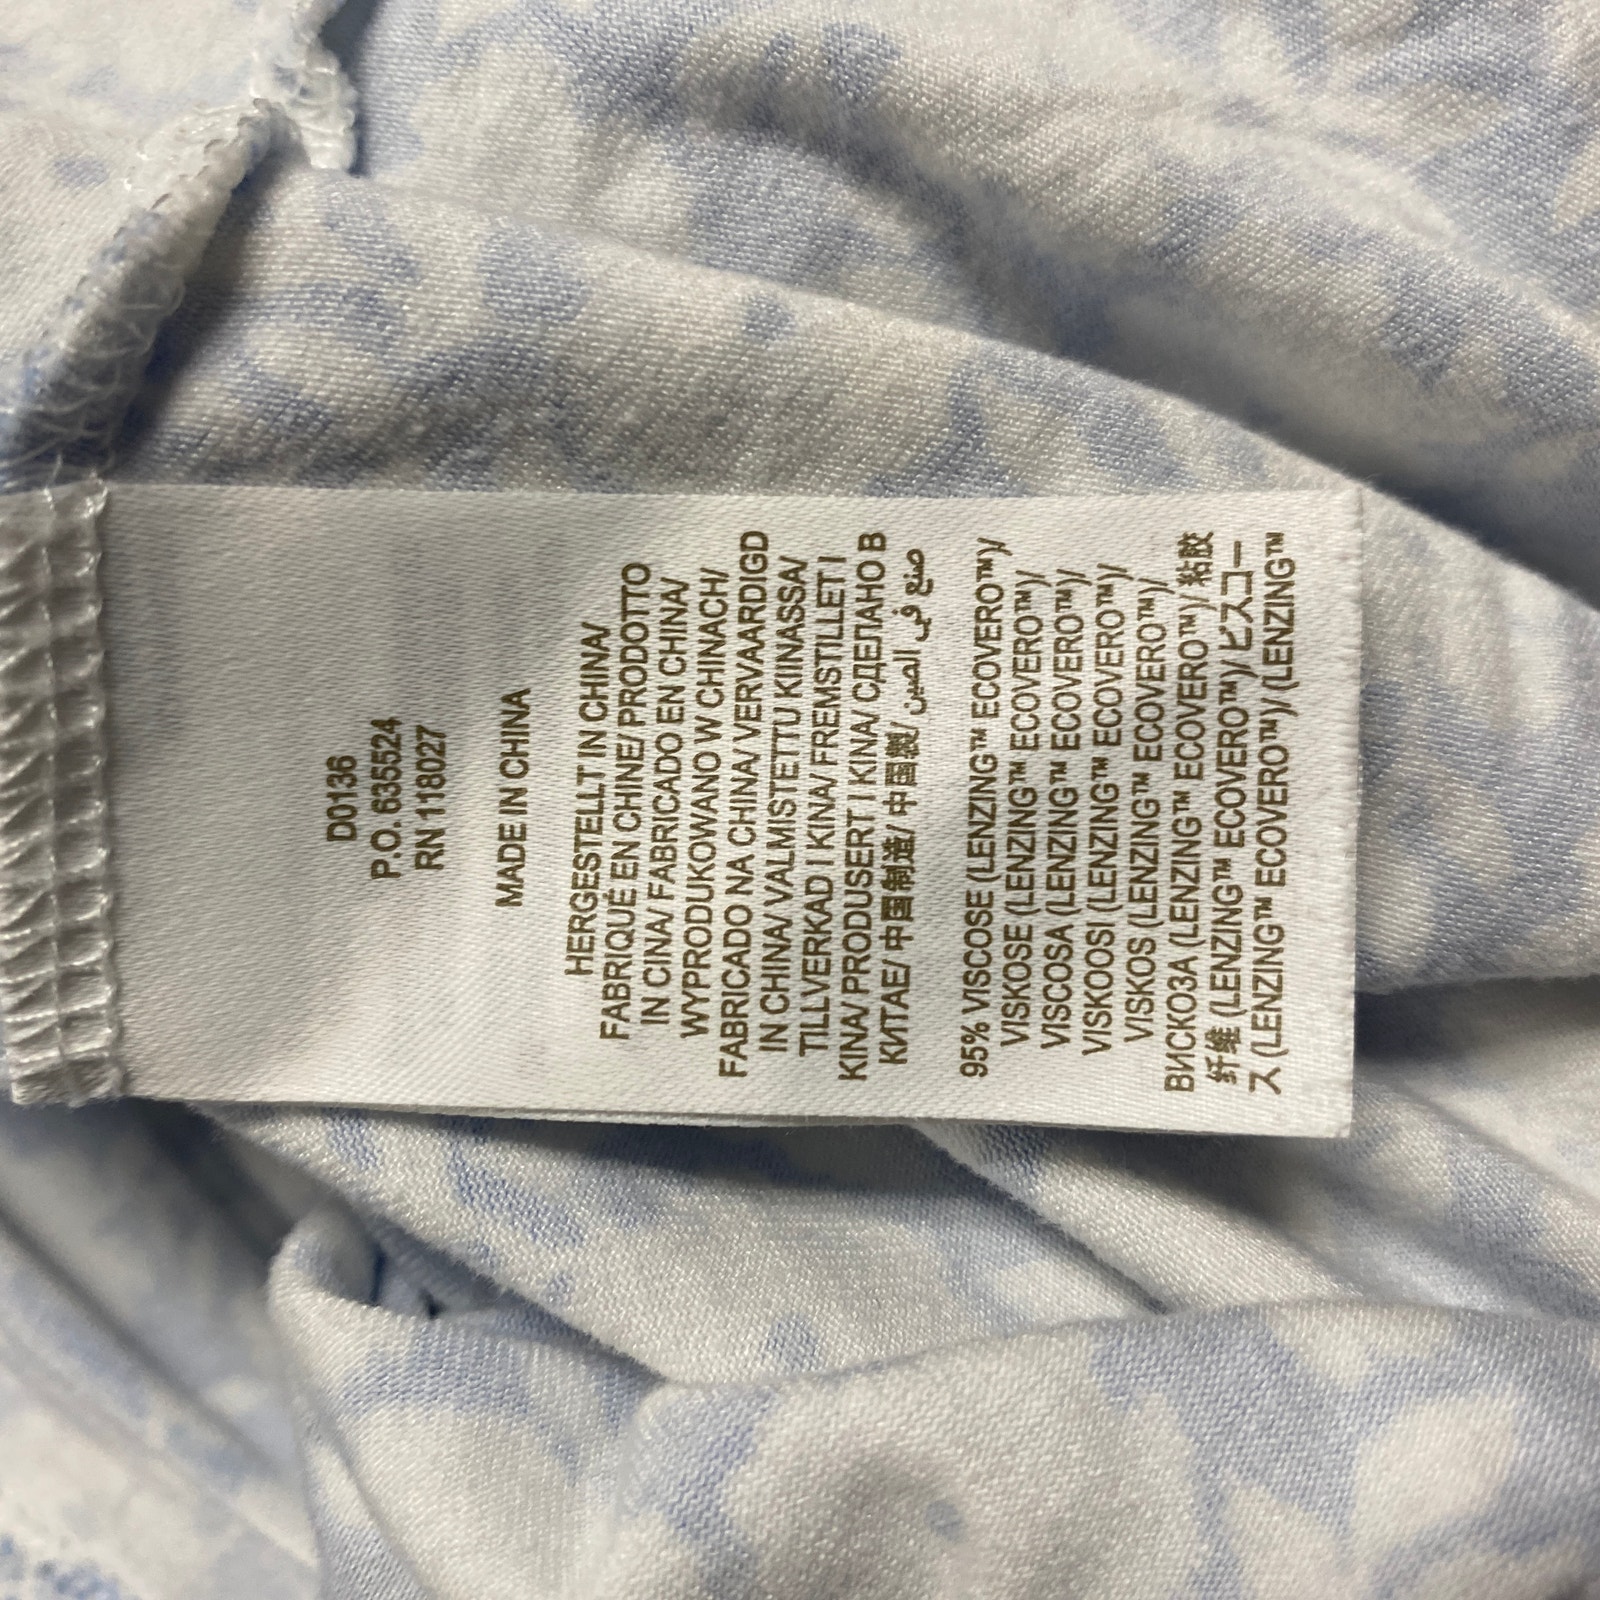 D0136
P.O. 635524
RN 118027
MADE IN CHINA
HERGESTELLT IN CHINA/
FABRIQUÉ EN CHINE/ PRODOTTO
IN CINA/ FABRICADO EN CHINA/
WYPRODUKOWANO W CHINACH/
FABRICADO NA CHINA/ VERVAARDIGD
IN CHINA/ VALMISTETTU KINASSA/
TILLVERKAD I KINA/ FREMSTILLET I
KINA/ PRODUSERT I KINA/ СДЕЛАНО В
КИТАЕ/ 中国制造/ 中国製/ صنع في الصين
95% VISCOSE (LENZING™ ECOVERO™)/
VISKOSE (LENZING™ ECOVERO™)/
VISCOSA (LENZING™ ECOVERO™)/
VISKOOSI (LENZING™ ECOVERO™)/
VISKOS (LENZING™ ECOVERO™)/
ВИСКОЗА (LENZING™ ECOVERO™)/ 粘胶
纤维 (LENZING™ ECOVERO™)/ ビスコー
ス (LENZING™ ECOVERO™)/ (LENZING™